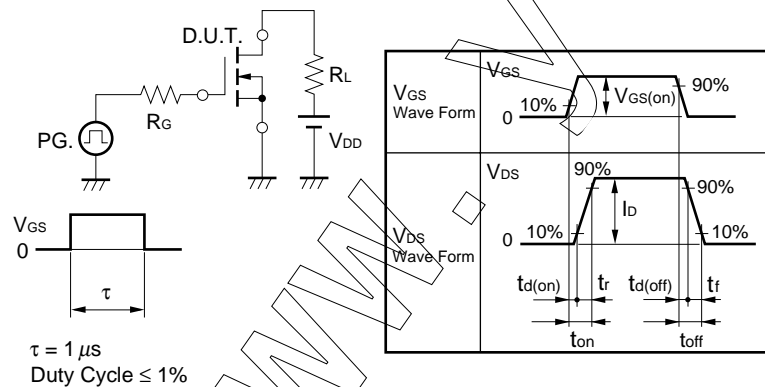 D.U.T.
RL
RG
PG.
VDD
VGS
0
τ
τ = 1 μs
Duty Cycle ≤ 1%
VGS
Wave Form
VGS
10%
0
VGS(on)
90%
VDS
Wave Form
VDS
90%
90%
ID
10%
0
10%
td(on)
tr
td(off)
tf
ton
toff